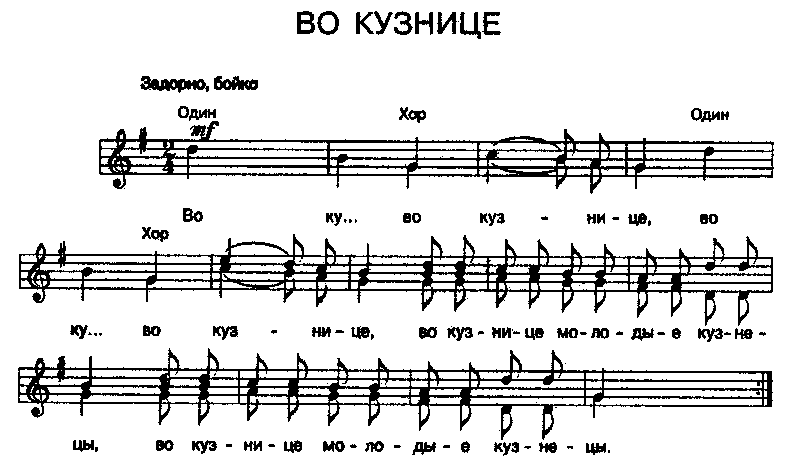 ВО КУЗНИЦЕ
Задорно, бойко
Один Хор Один
mf
2 4
Во ку... во куз - ни - це, во
Хор
ку... во куз - ни - це, во куз - ни - це мо - ло - ды - е куз - не -
цы, во куз - ни - це мо - ло - ды - е куз - не - цы.